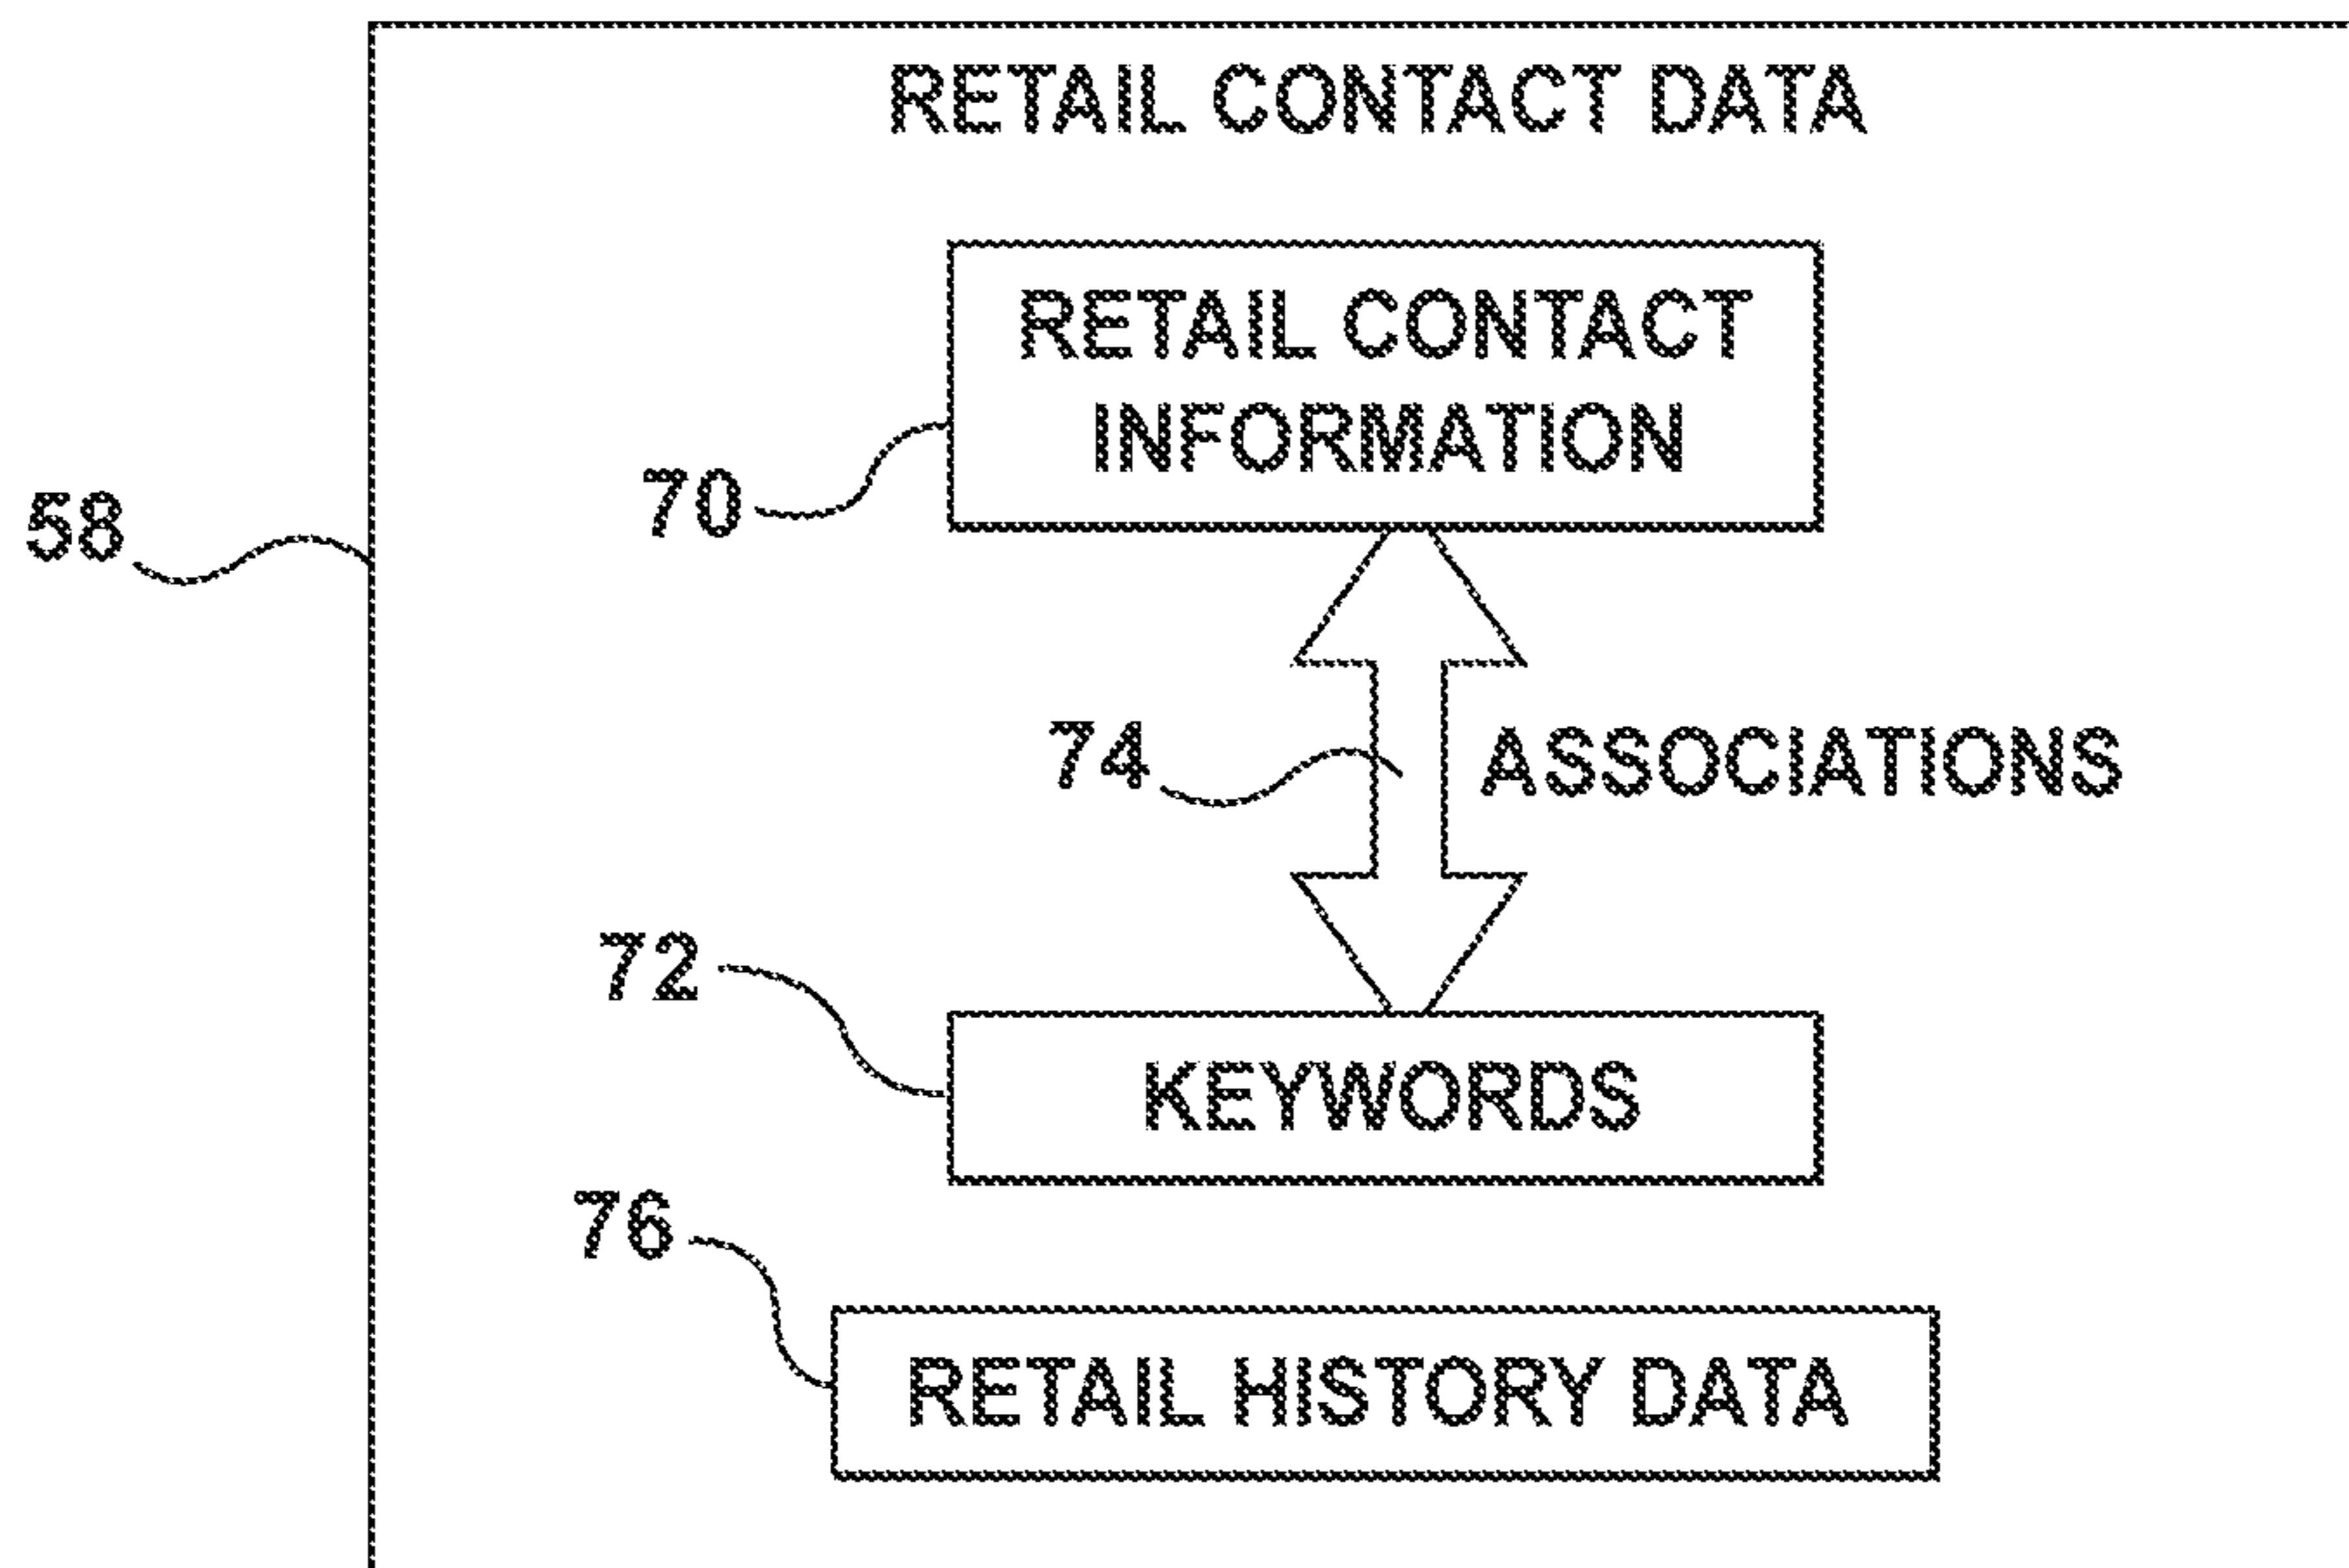 RETAIL CONTACT DATA
RETAIL CONTACT
INFORMATION
70
58
74
ASSOCIATIONS
72
KEYWORDS
76
RETAIL HISTORY DATA